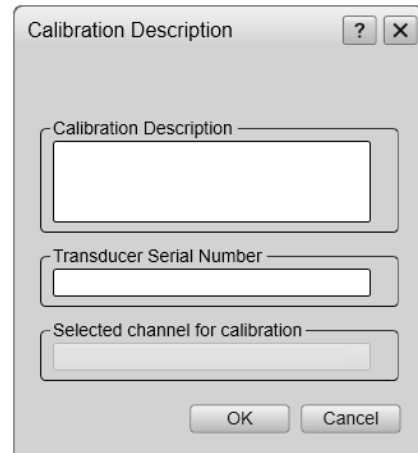 Calibration Description ? X
Calibration Description
Transducer Serial Number
Selected channel for calibration
OK Cancel